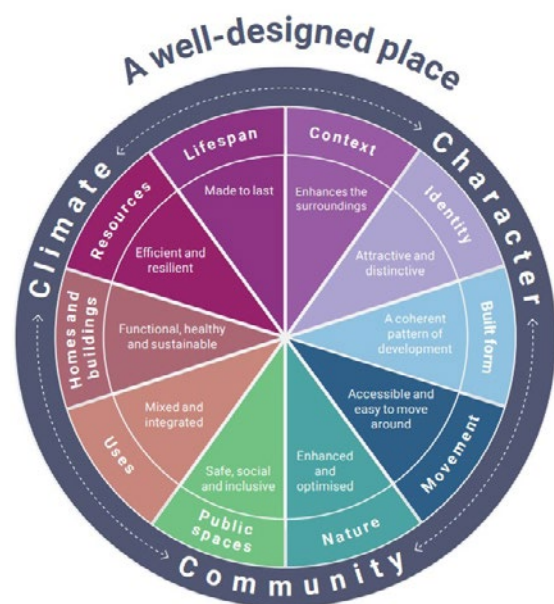 A well-designed place
Climate
Character
Community
Context
Enhances the
surroundings
Identity
Attractive and
distinctive
Built form
A coherent
pattern of
development
Movement
Accessible and
easy to move
around
Nature
Enhanced
and
optimised
Public
spaces
Safe, social
and inclusive
Uses
Mixed and
integrated
Homes and
buildings
Functional, healthy
and sustainable
Resources
Efficient and
resilient
Lifespan
Made to last